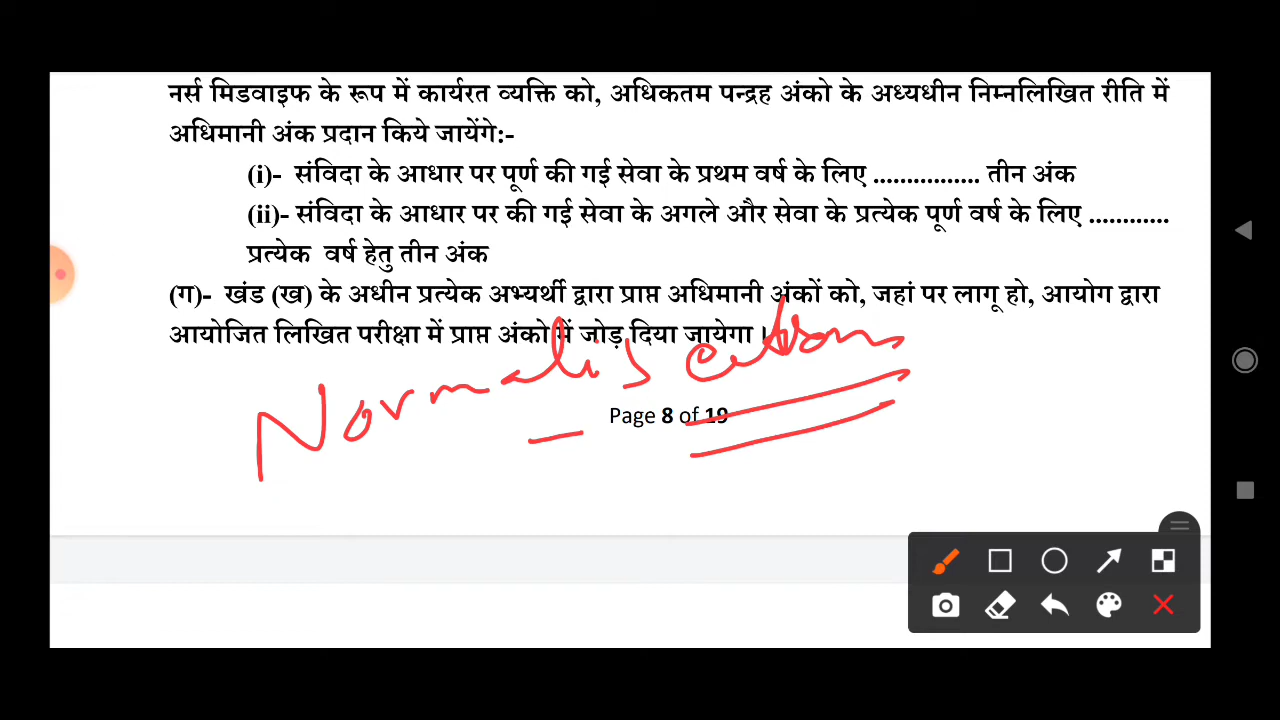 नर्स मिडवाइफ के रूप में कार्यरत व्यक्ति को, अधिकतम पन्द्रह अंको के अध्यधीन निम्नलिखित रीति में
अधिमानी अंक प्रदान किये जायेंगे:-
(i)- संविदा के आधार पर पूर्ण की गई सेवा के प्रथम वर्ष के लिए ................ तीन अंक
(ii)- संविदा के आधार पर की गई सेवा के अगले और सेवा के प्रत्येक पूर्ण वर्ष के लिए ............
प्रत्येक वर्ष हेतु तीन अंक
(ग)- खंड (ख) के अधीन प्रत्येक अभ्यर्थी द्वारा प्राप्त अधिमानी अंकों को, जहां पर लागू हो, आयोग द्वारा
आयोजित लिखित परीक्षा में प्राप्त अंको में जोड़ दिया जायेगा।
Normalisation
Page 8 of 19